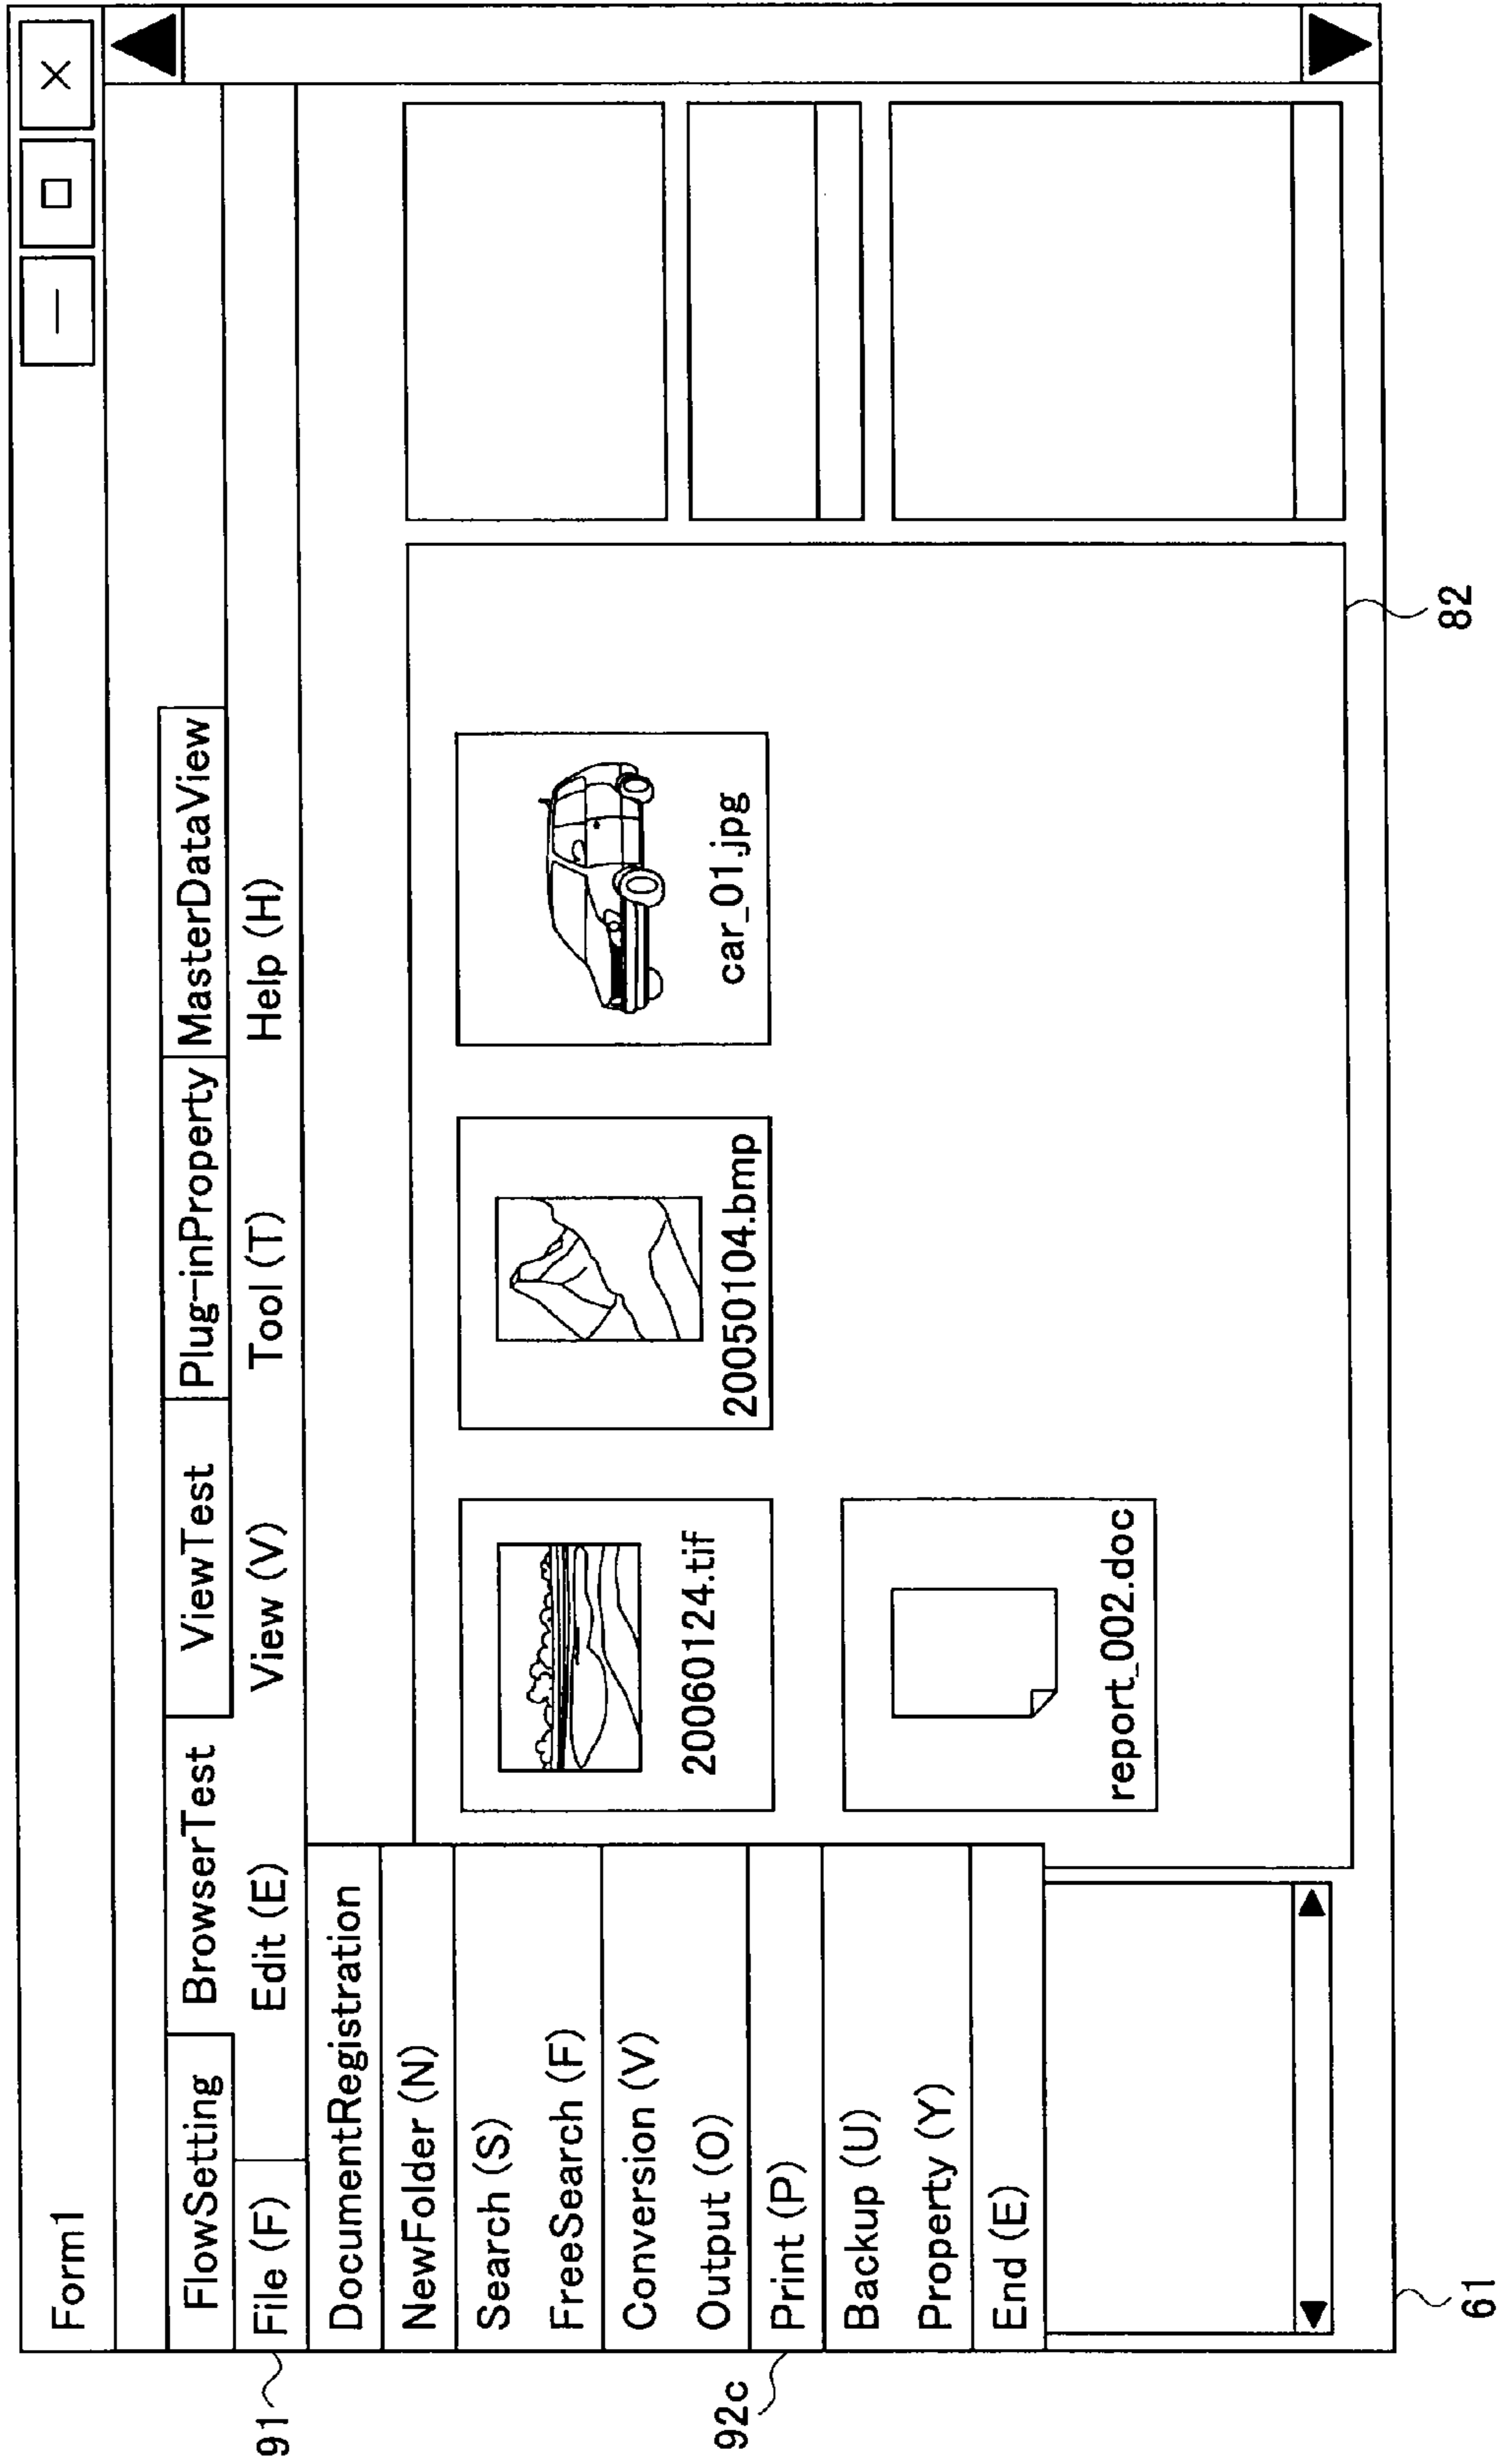 Form1
FlowSetting BrowserTest ViewTest Plug-inProperty MasterDataView
91 File (F) Edit (E) View (V) Tool (T) Help (H)
DocumentRegistration
NewFolder (N)
Search (S)
FreeSearch (F)
Conversion (V)
Output (O)
92c Print (P)
Backup (U)
Property (Y)
End (E)
20060124.tif 20050104.bmp car_01.jpg
report_002.doc
82
61